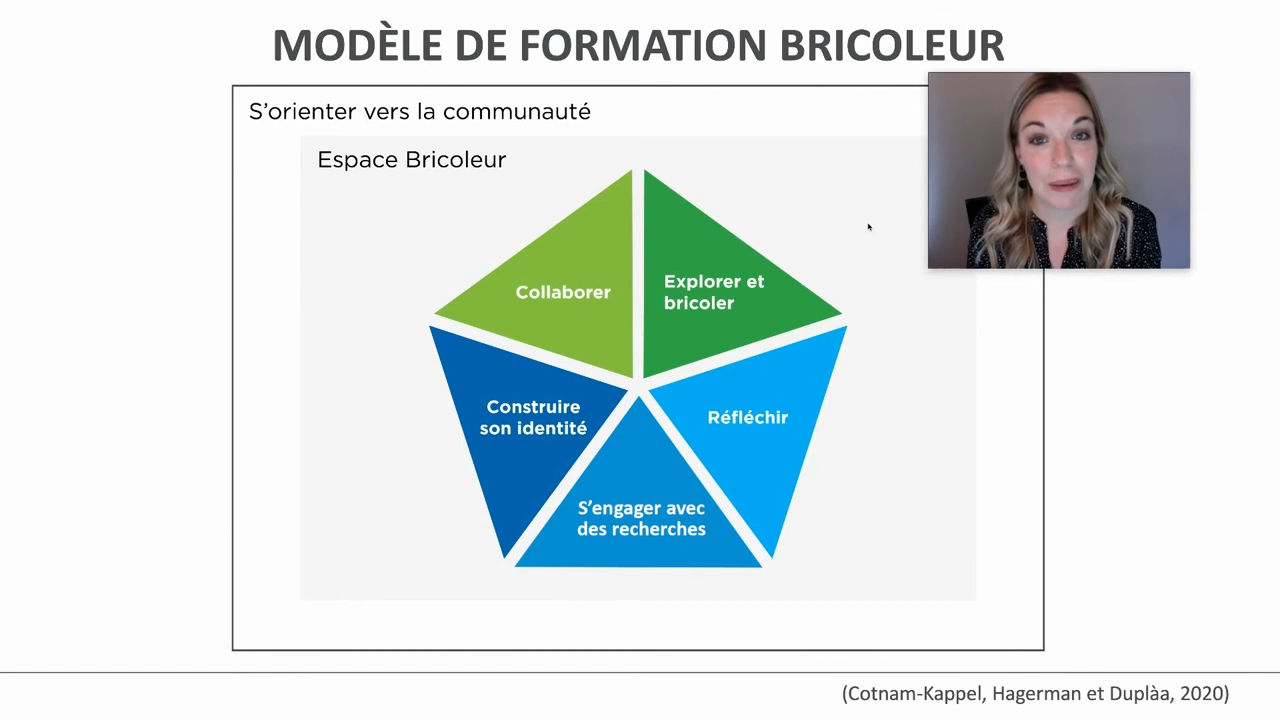 MODÈLE DE FORMATION BRICOLEUR
S'orienter vers la communauté
Espace Bricoleur
Collaborer
Explorer et
bricoler
Construire
son identité
Réfléchir
S'engager avec
des recherches
(Cotnam-Kappel, Hagerman et Duplàa, 2020)